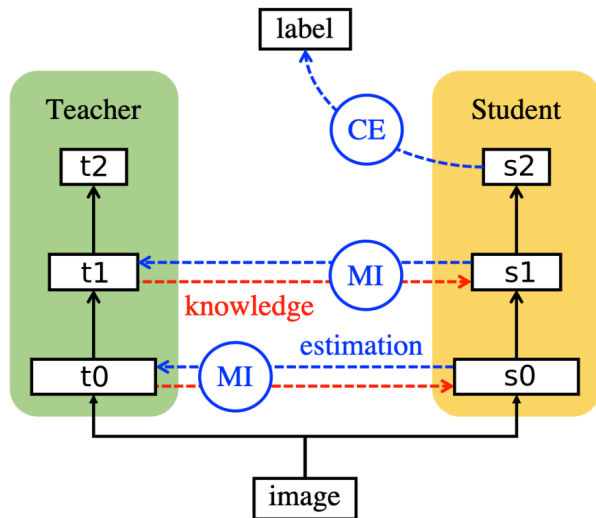 label
Teacher
CE
Student
t2
s2
t1
MI
s1
knowledge
estimation
t0
MI
s0
image